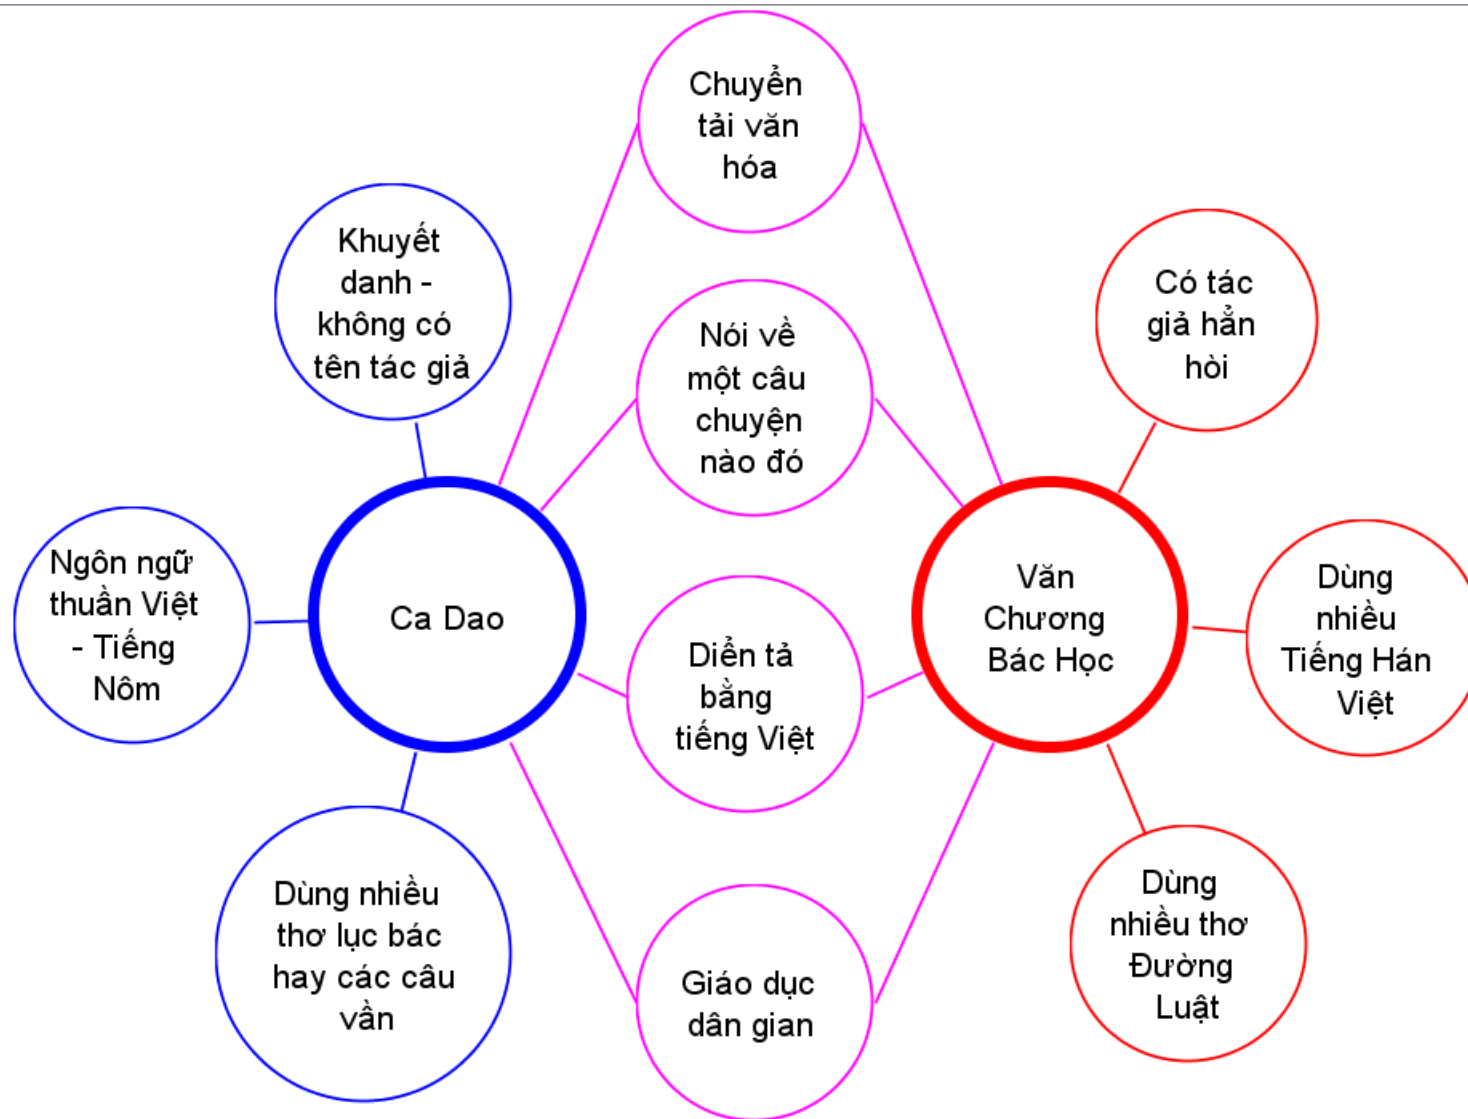 Chuyển
tải văn
hóa
Khuyết
danh -
không có
tên tác giả
Có tác
giả hẳn
hòi
Nói về
một câu
chuyện
nào đó
Ngôn ngữ
thuần Việt
- Tiếng
Nôm
Ca Dao
Văn
Chương
Bác Học
Dùng
nhiều
Tiếng Hán
Việt
Diển tả
bằng
tiếng Việt
Dùng nhiều
thơ lục bác
hay các câu
vần
Dùng
nhiều thơ
Đường
Luật
Giáo dục
dân gian